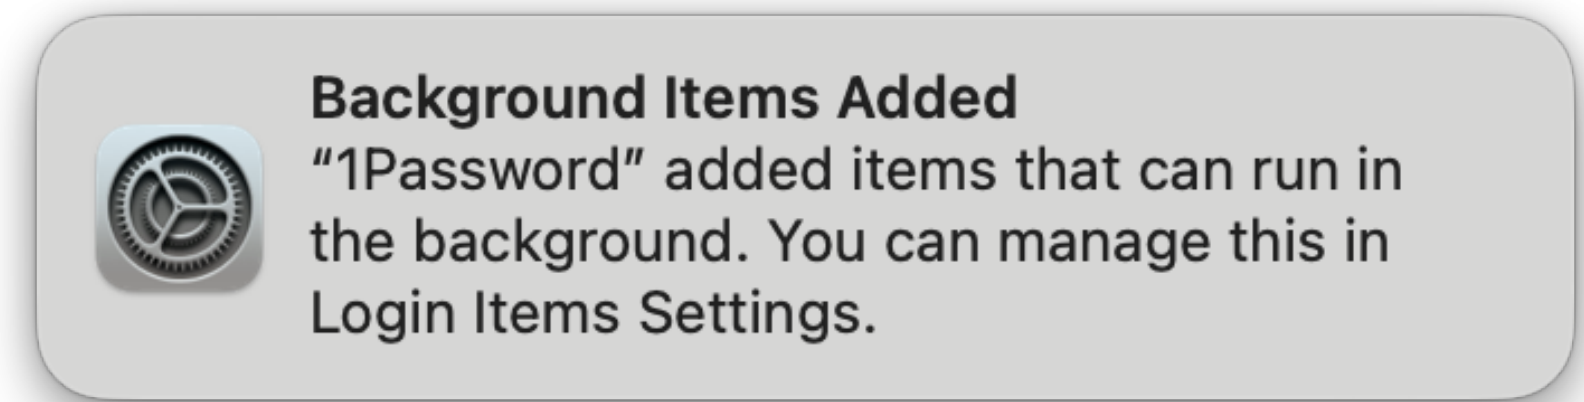 Background Items Added
“1Password” added items that can run in
the background. You can manage this in
Login Items Settings.